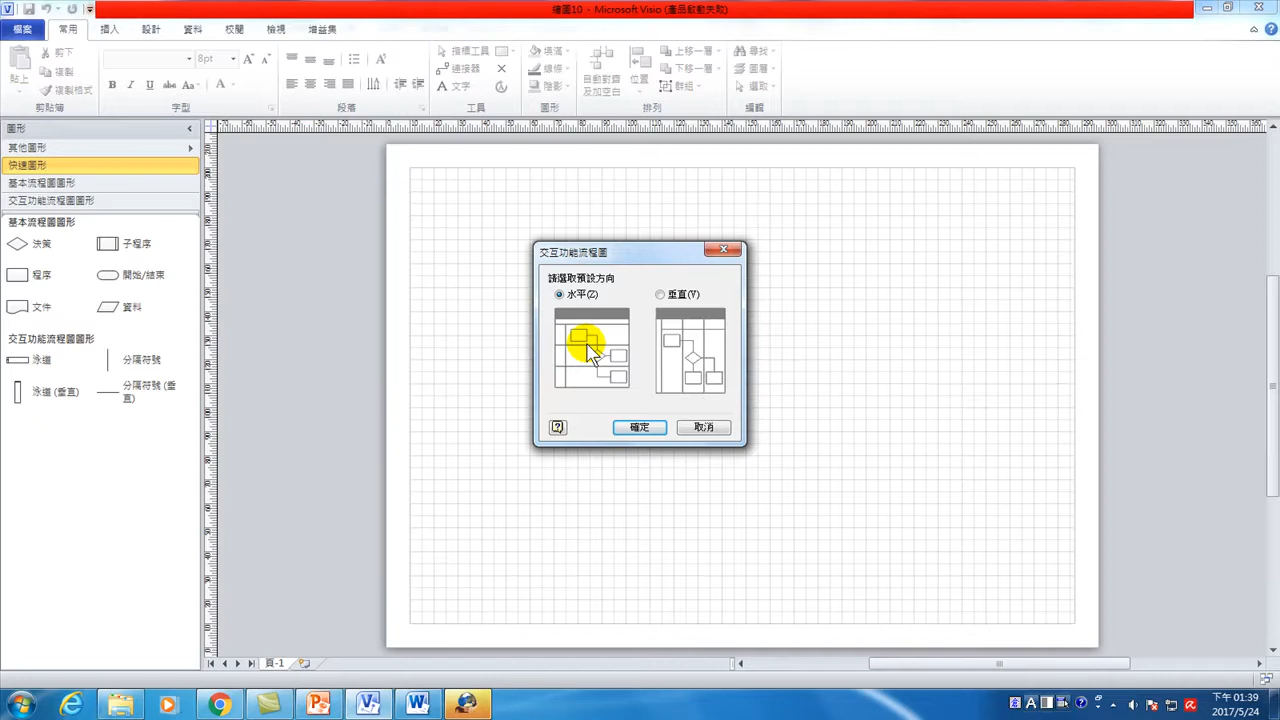 繪圖10 - Microsoft Visio (產品啟動失敗)
檔案 常用 插入 設計 資料 校閱 檢視 增益集
貼上 剪下 複製 複製格式 剪貼簿
8pt B I U abc Aa A 字型
段落
指標工具 連接器 A 文字 工具
填滿 線條 陰影 圖形
自動對齊及加空白 位置 上移一層 下移一層 群組 排列
尋找 圖層 選取 編輯
圖形
其他圖形
快速圖形
基本流程圖圖形
交互功能流程圖圖形
基本流程圖圖形
決策 子程序
程序 開始/結束
文件 資料
交互功能流程圖圖形
泳道 分隔符號
泳道 (垂直) 分隔符號 (垂直)
交互功能流程圖
請選取預設方向
水平(Z) 垂直(V)
確定 取消
頁-1
下午 01:39
2017/5/24